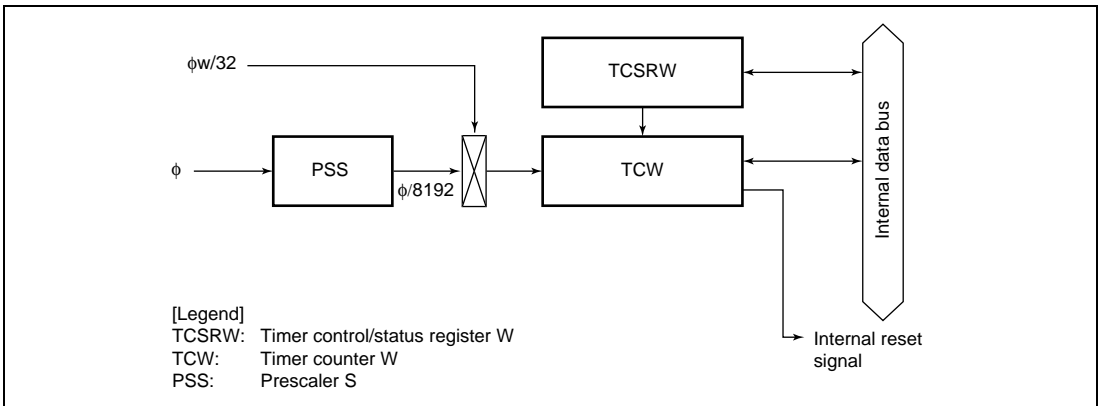 φw/32
TCSRW
φ
PSS
φ/8192
TCW
Internal data bus
[Legend]
TCSRW: Timer control/status register W
TCW: Timer counter W
PSS: Prescaler S
Internal reset
signal